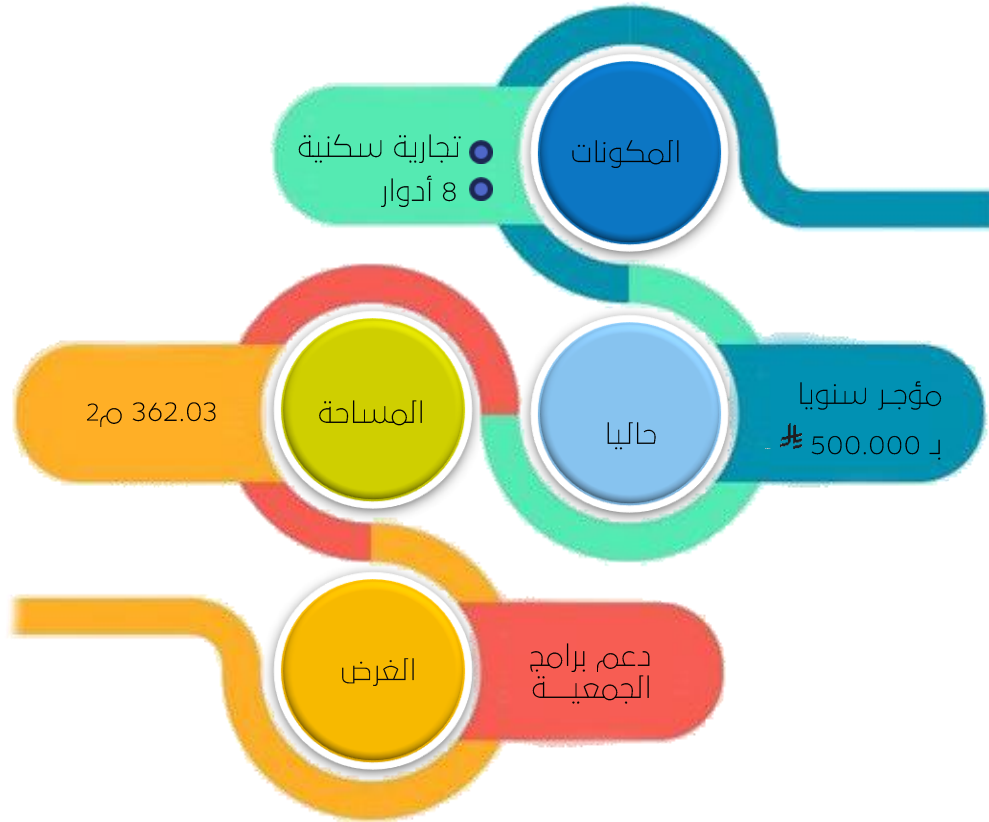 المكونات
تجارية سكنية
8 أدوار
حاليا
مؤجر سنويا
بـ 500.000 ⃁
المساحة
362.03 م2
الغرض
دعم برامج
الجمعيـــة